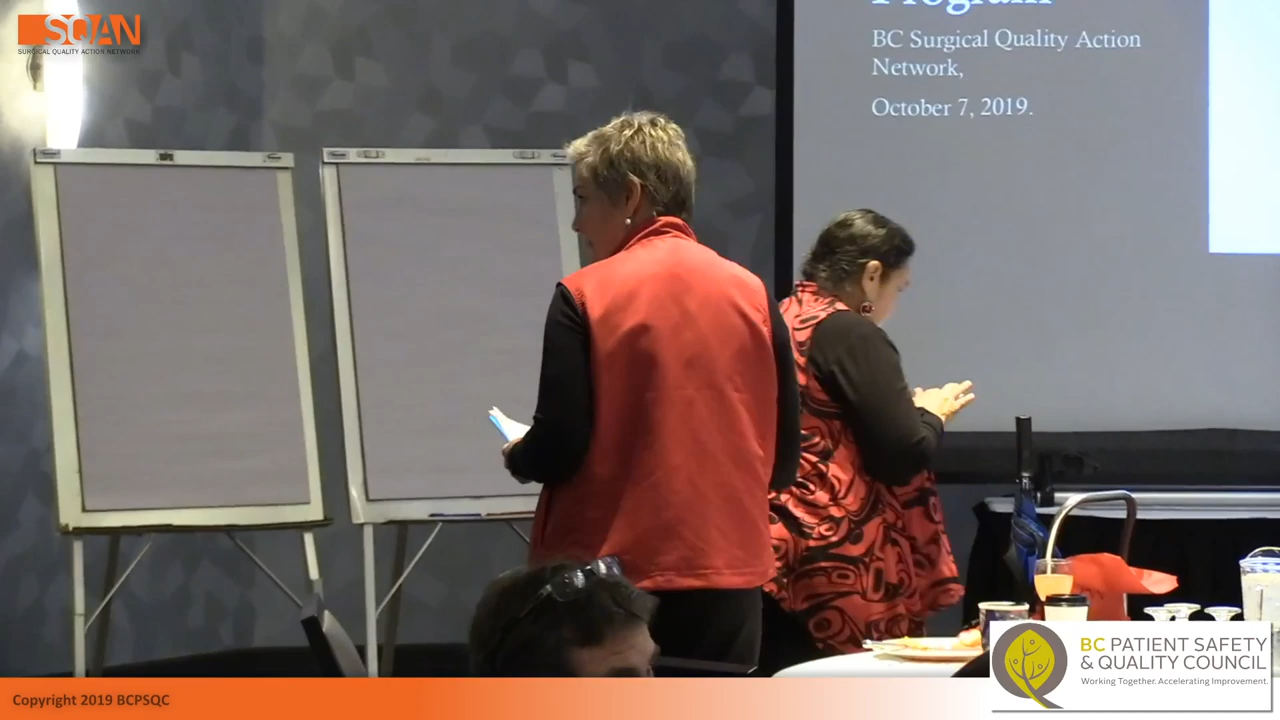 SQAN
SURGICAL QUALITY ACTION NETWORK
Program
BC Surgical Quality Action
Network,
October 7, 2019.
BC PATIENT SAFETY
& QUALITY COUNCIL
Working Together. Accelerating Improvement.
Copyright 2019 BCPSQC